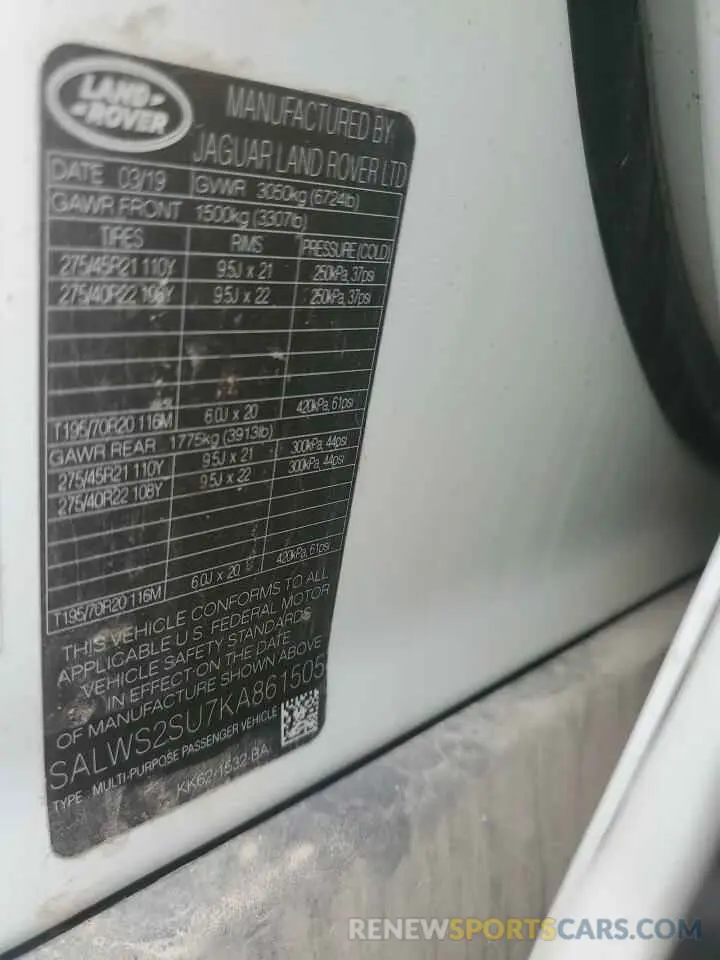 LAND ROVER
MANUFACTURED BY
JAGUAR LAND ROVER LTD
DATE 03/19 GVWR 3050kg (6724lb)
GAWR FRONT 1500kg (3307lb)
TIRES RIMS PRESSURE (COLD)
275/45R21 110Y 9.5J x 21 250kPa, 37psi
275/40R22 108Y 9.5J x 22 250kPa, 37psi
T195/70R20 116M 6.0J x 20 420kPa, 61psi
GAWR REAR 1775kg (3913lb)
275/45R21 110Y 9.5J x 21 300kPa, 44psi
275/40R22 108Y 9.5J x 22 300kPa, 44psi
T195/70R20 116M 6.0J x 20 420kPa, 61psi
THIS VEHICLE CONFORMS TO ALL
APPLICABLE U.S. FEDERAL MOTOR
VEHICLE SAFETY STANDARDS
IN EFFECT ON THE DATE
OF MANUFACTURE SHOWN ABOVE
SALWS2SU7KA861505
TYPE MULTI-PURPOSE PASSENGER VEHICLE
KK62-1532-BA
RENEWSPORTSCARS.COM